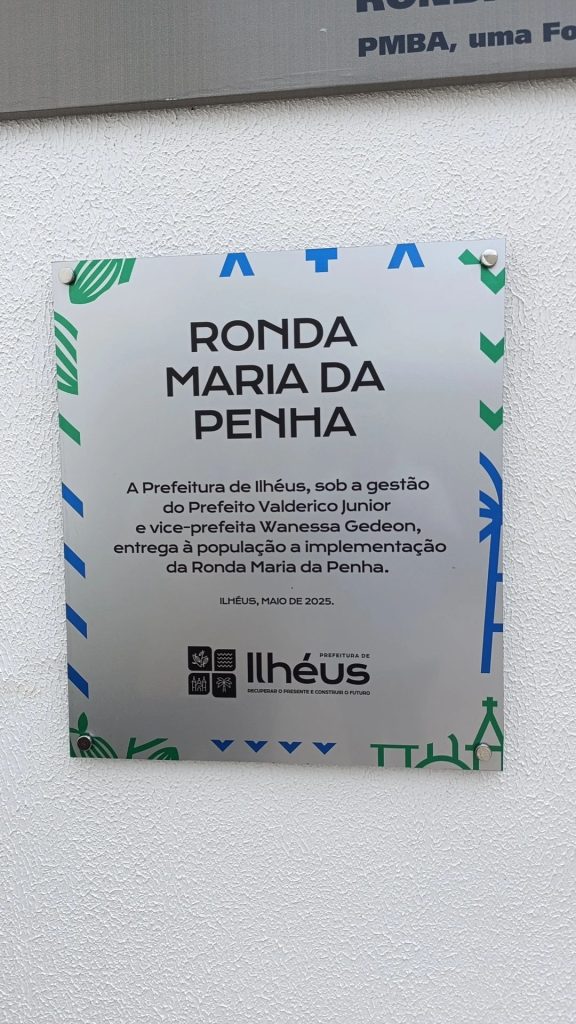 PMBA, uma
RONDA
MARIA DA
PENHA
A Prefeitura de Ilhéus, sob a gestão
do Prefeito Valderico Junior
e vice-prefeita Wanessa Gedeon,
entrega à população a implementação
da Ronda Maria da Penha.
ILHÉUS, MAIO DE 2025.
PREFEITURA DE
Ilhéus
RECUPERAR O PRESENTE E CONSTRUIR O FUTURO